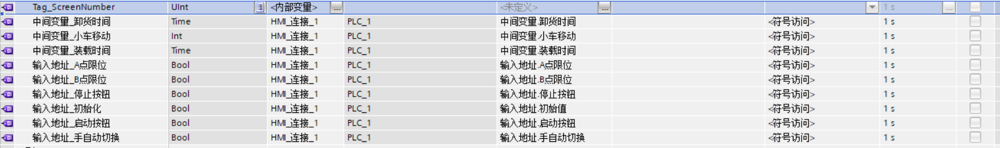 Tag_ScreenNumber UInt <内部变量> ... <未定义> ... 1 s ...
中间变量_卸货时间 Time HMI_连接_1 PLC_1 中间变量.卸货时间 <符号访问> 1 s
中间变量_小车移动 Int HMI_连接_1 PLC_1 中间变量.小车移动 <符号访问> 1 s
中间变量_装载时间 Time HMI_连接_1 PLC_1 中间变量.装载时间 <符号访问> 1 s
输入地址_A点限位 Bool HMI_连接_1 PLC_1 输入地址.A点限位 <符号访问> 1 s
输入地址_B点限位 Bool HMI_连接_1 PLC_1 输入地址.B点限位 <符号访问> 1 s
输入地址_停止按钮 Bool HMI_连接_1 PLC_1 输入地址.停止按钮 <符号访问> 1 s
输入地址_初始化 Bool HMI_连接_1 PLC_1 输入地址.初始值 <符号访问> 1 s
输入地址_启动按钮 Bool HMI_连接_1 PLC_1 输入地址.启动按钮 <符号访问> 1 s
输入地址_手自动切换 Bool HMI_连接_1 PLC_1 输入地址.手自动切换 <符号访问> 1 s